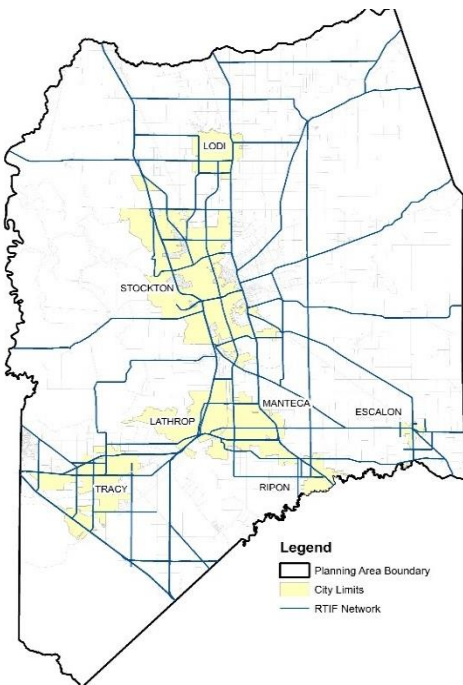 LODI
STOCKTON
MANTECA
ESCALON
LATHROP
TRACY
RIPON
Legend
Planning Area Boundary
City Limits
RTIF Network